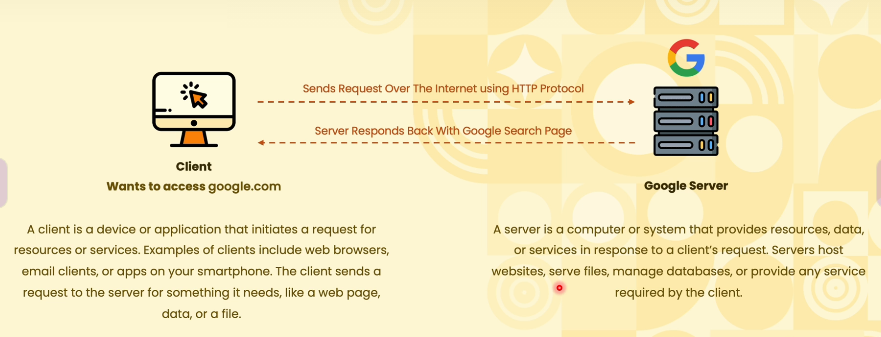 Sends Request Over The Internet using HTTP Protocol
Server Responds Back With Google Search Page
Client
Wants to access google.com
Google Server
A client is a device or application that initiates a request for
resources or services. Examples of clients include web browsers,
email clients, or apps on your smartphone. The client sends a
request to the server for something it needs, like a web page,
data, or a file.
A server is a computer or system that provides resources, data,
or services in response to a client's request. Servers host
websites, serve files, manage databases, or provide any service
required by the client.